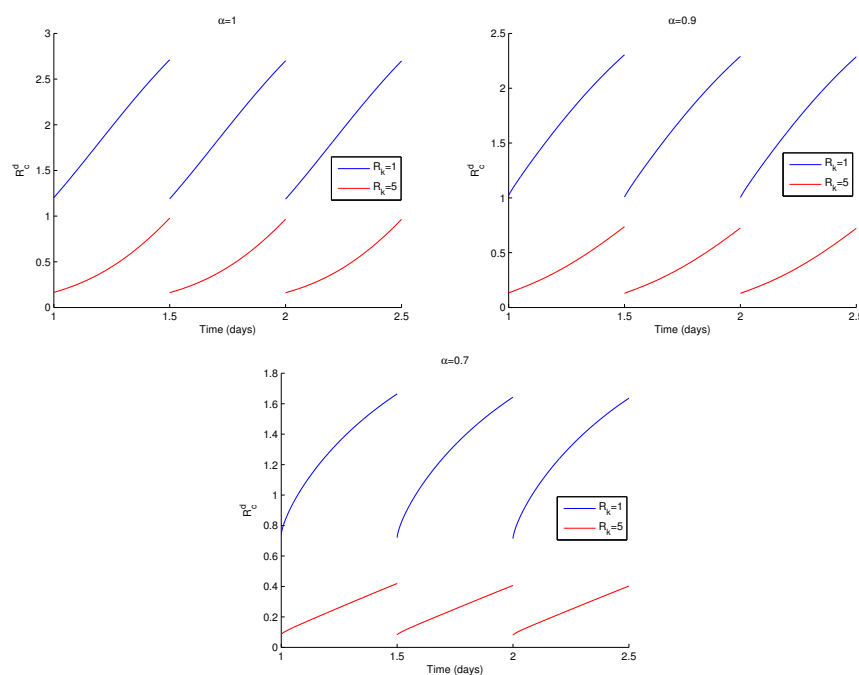 α=1
3
2.5
2
1.5
1
0.5
0
R_c^d
R_k=1
R_k=5
1 1.5 2 2.5
Time (days)
α=0.9
2.5
2
1.5
1
0.5
0
R_c^d
R_k=1
R_k=5
1 1.5 2 2.5
Time (days)
α=0.7
1.8
1.6
1.4
1.2
1
0.8
0.6
0.4
0.2
0
R_c^d
R_k=1
R_k=5
1 1.5 2 2.5
Time (days)